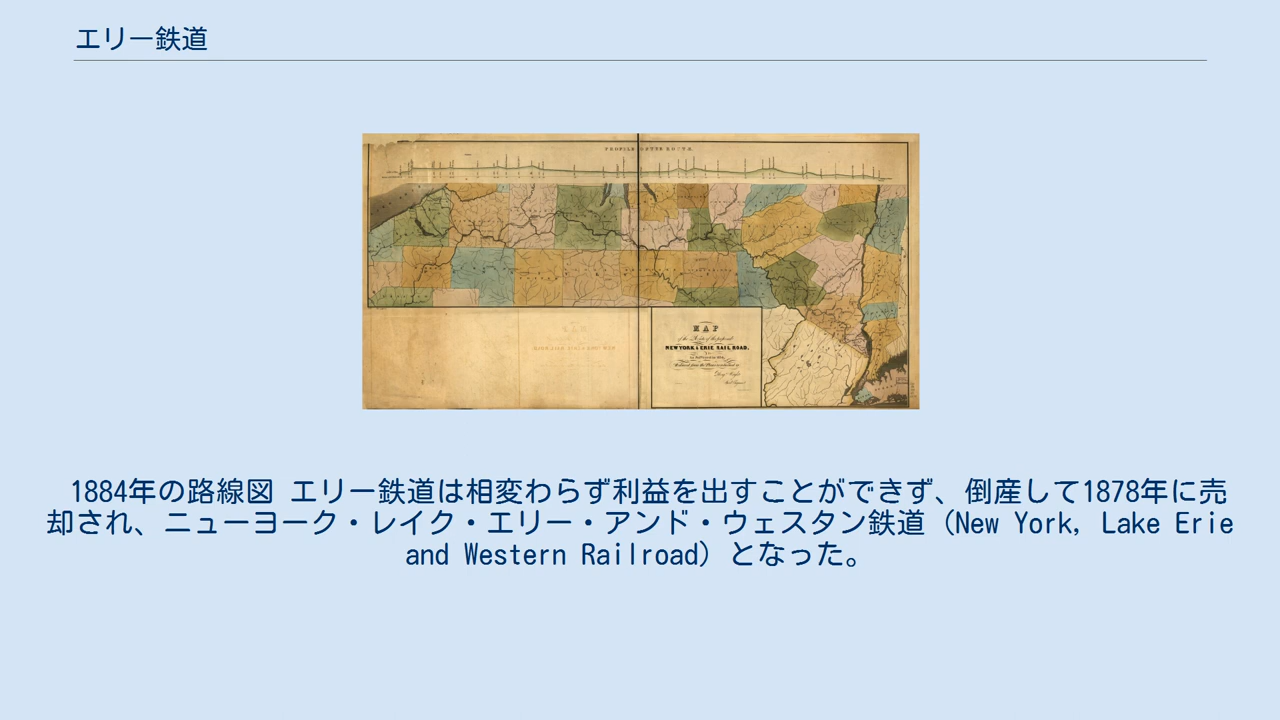 エリー鉄道
PROFILE OF THE ROUTE.
MAP
NEW YORK & ERIE RAIL ROAD.
1884年の路線図 エリー鉄道は相変わらず利益を出すことができず、倒産して1878年に売
却され、ニューヨーク・レイク・エリー・アンド・ウェスタン鉄道（New York, Lake Erie
and Western Railroad）となった。